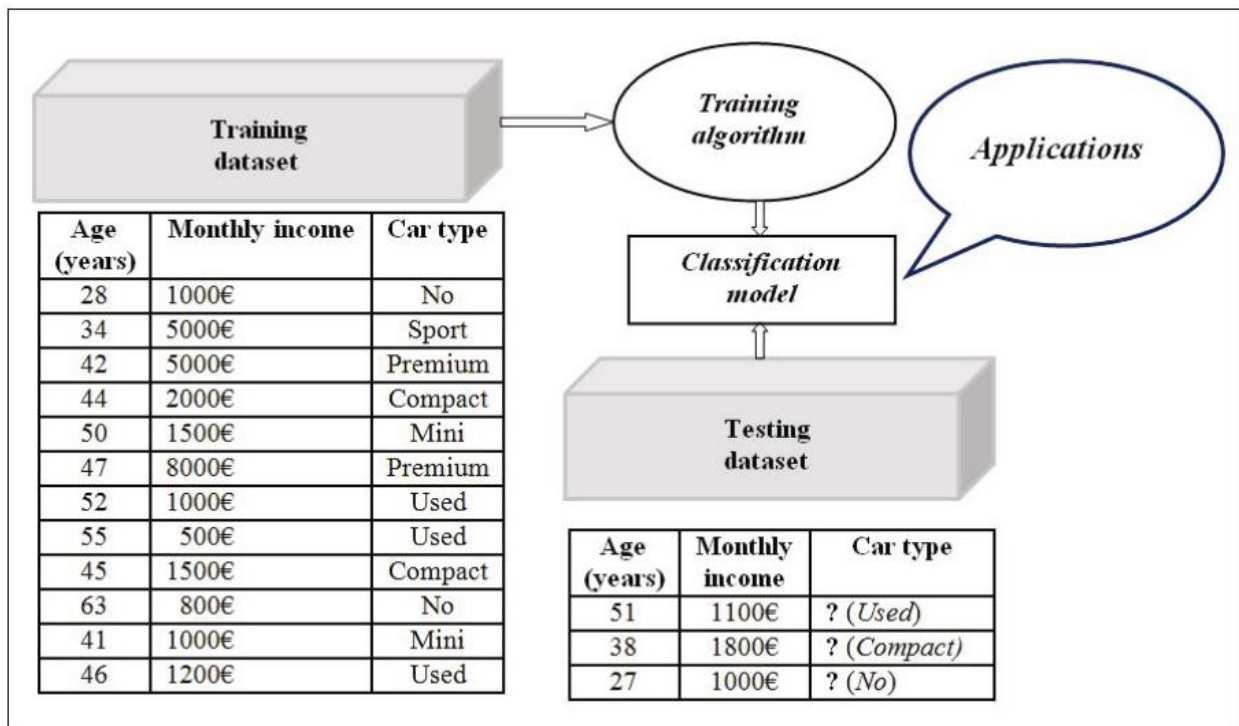 Training
dataset
Training
algorithm
Applications
Age
(years)
Monthly income
Car type
28 1000€ No
34 5000€ Sport
42 5000€ Premium
44 2000€ Compact
50 1500€ Mini
47 8000€ Premium
52 1000€ Used
55 500€ Used
45 1500€ Compact
63 800€ No
41 1000€ Mini
46 1200€ Used
Classification
model
Testing
dataset
Age
(years)
Monthly
income
Car type
51 1100€ ? (Used)
38 1800€ ? (Compact)
27 1000€ ? (No)